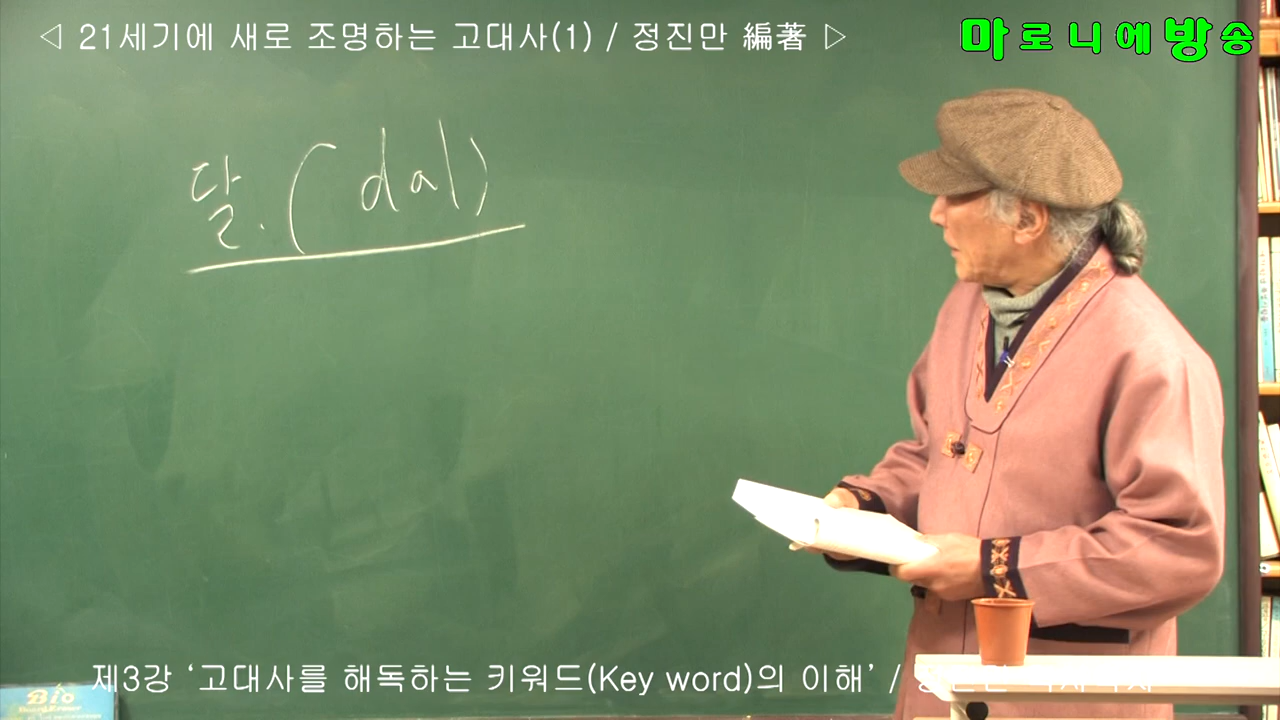 ◁ 21세기에 새로 조명하는 고대사(1) / 정진만 編著 ▷
마로니에방송
달.(dal)
제3강 ‘고대사를 해독하는 키워드(Key word)의 이해’ /
Bio